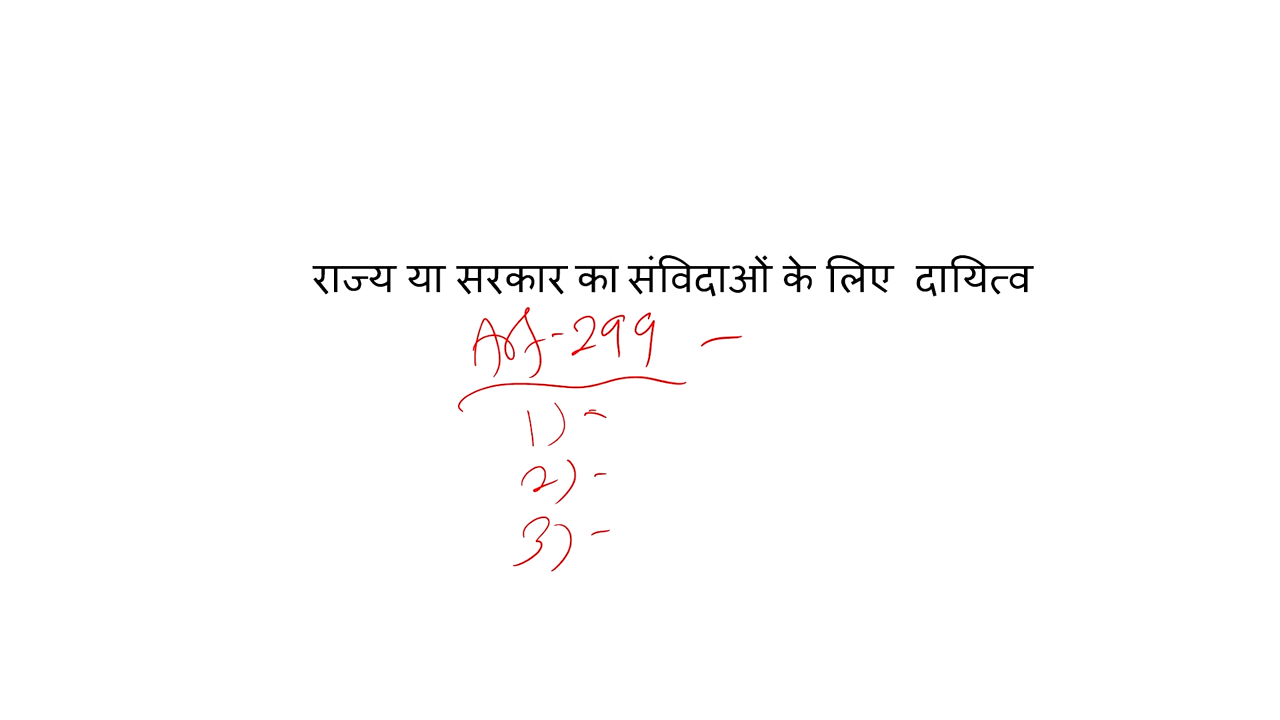 राज्य या सरकार का संविदाओं के लिए दायित्व
Art-299 -
1) -
2) -
3) -